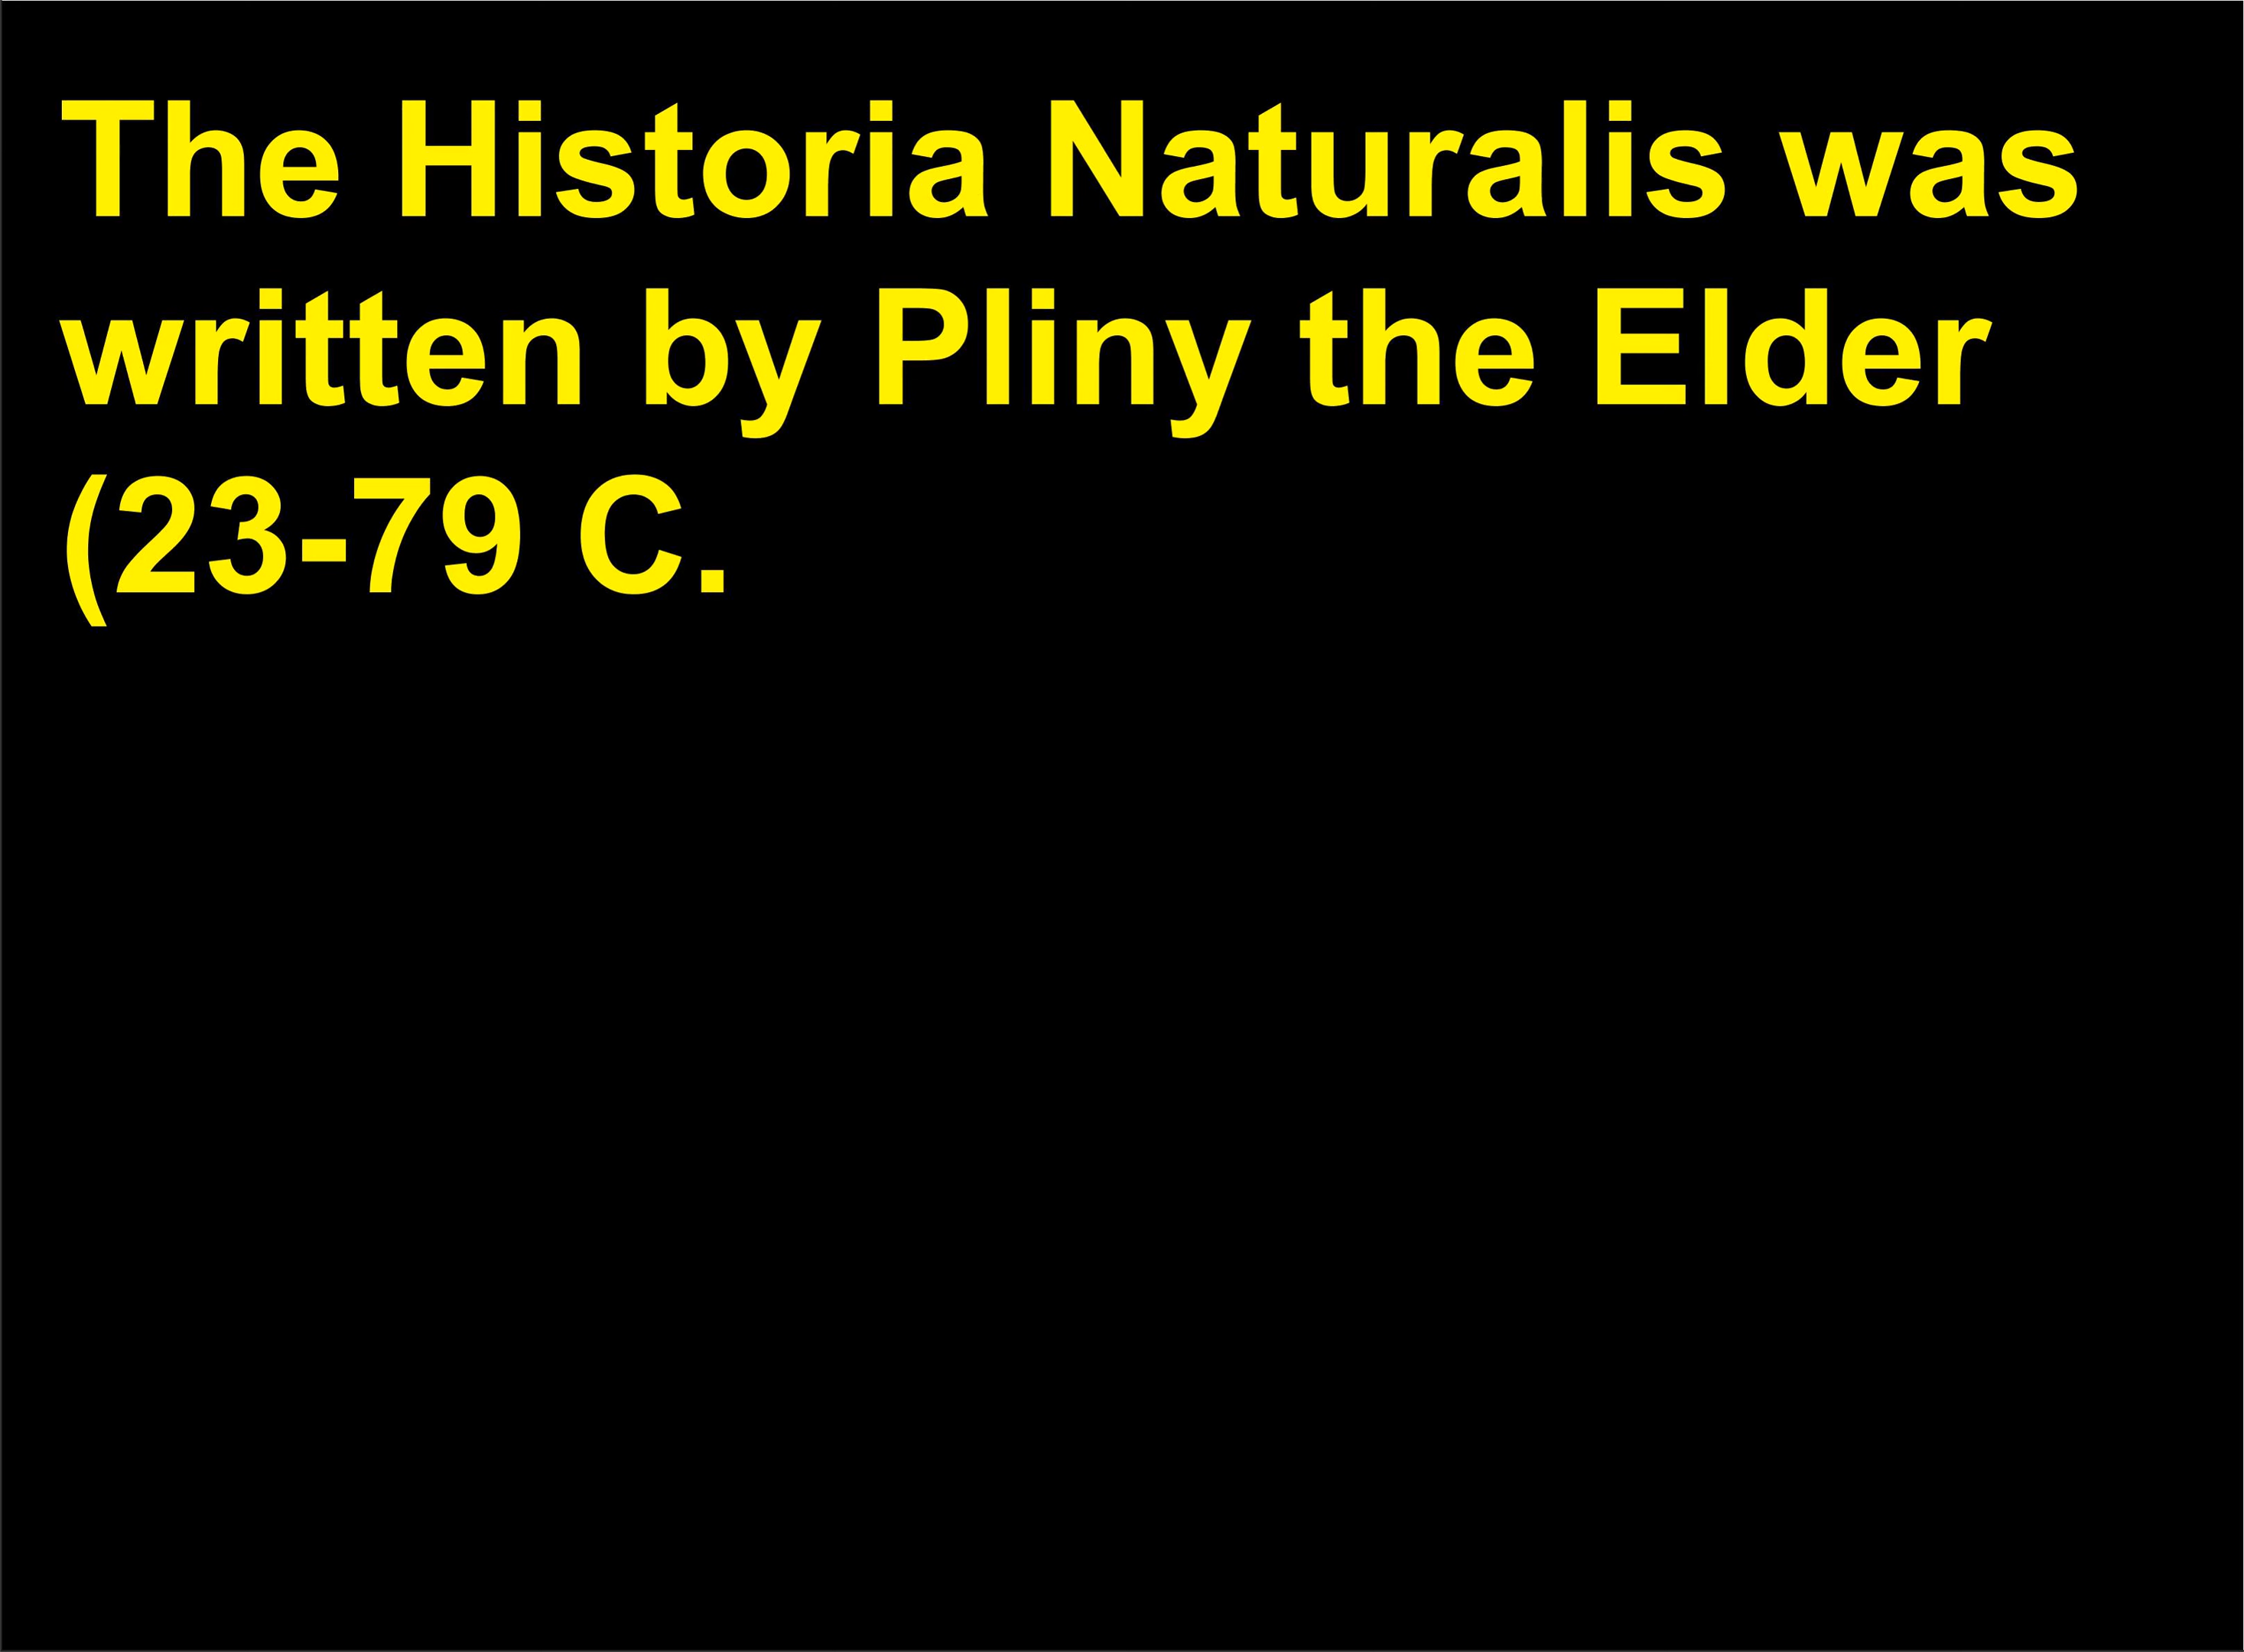 The Historia Naturalis was
written by Pliny the Elder
(23-79 C.